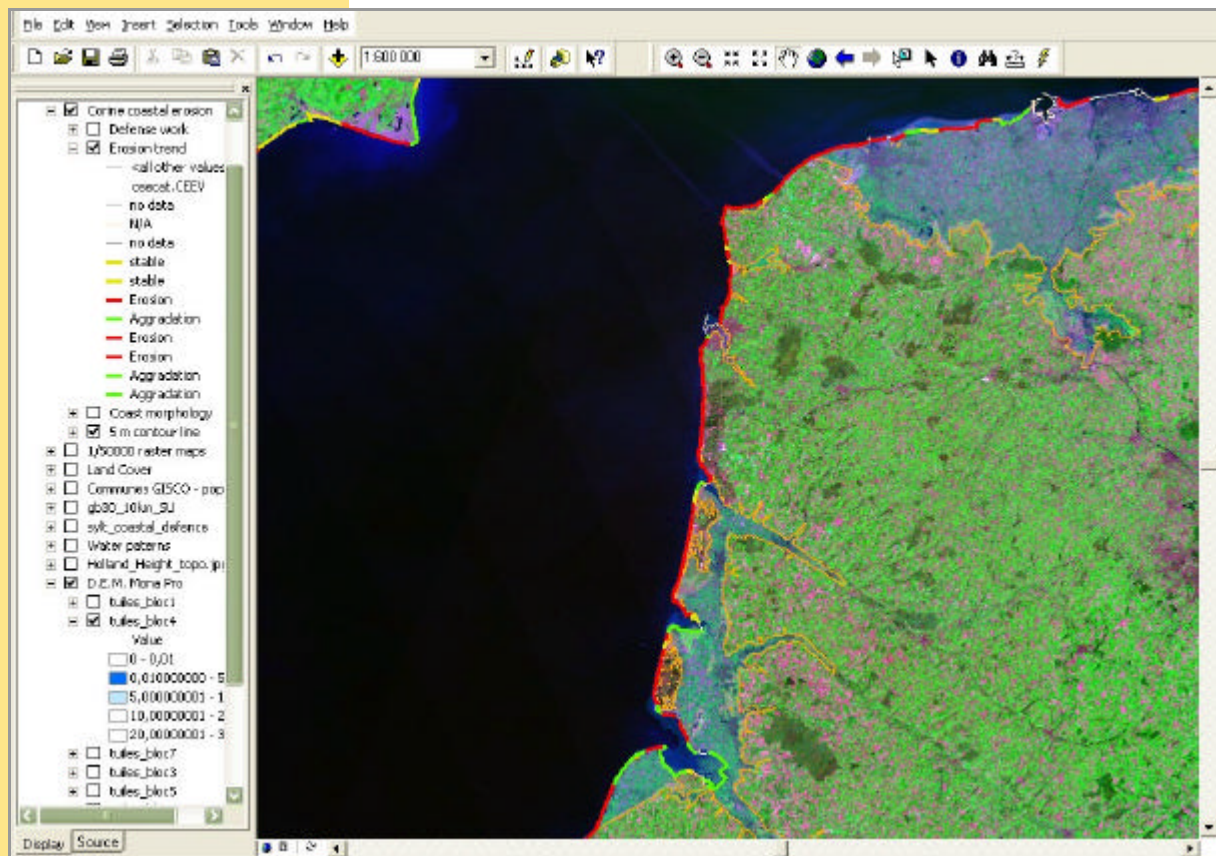 File Edit View Insert Selection Tools Window Help
1:600 000
Corine coastal erosion
Defense work
Erosion trend
<all other values
cescat.CEEV
no data
N/A
no data
stable
stable
Erosion
Aggradation
Erosion
Erosion
Aggradation
Aggradation
Coast morphology
5 m contour line
1/50000 raster maps
Land Cover
Communes GISCO - pop
sylt_coastal_defence
Water paterns
Holland_Height_topo.jp
D.E.M. Mona Pro
tuiles_bloc1
tuiles_bloc4
Value
0 - 0,01
0,010000000 - 5
5,000000001 - 1
10,00000001 - 2
20,00000001 - 3
tuiles_bloc7
tuiles_bloc3
tuiles_bloc5
Display Source